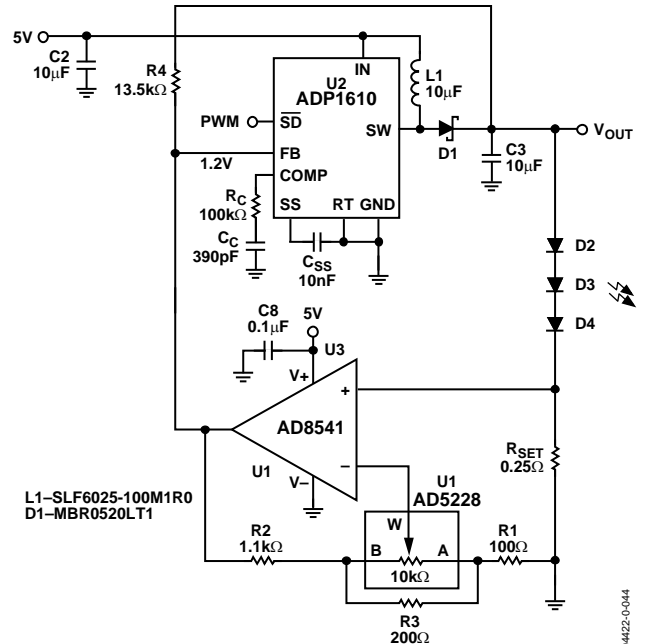 5V
C2
10μF
R4
13.5kΩ
PWM
IN
U2
ADP1610
SD
SW
FB
COMP
SS
RT
GND
1.2V
L1
10μF
D1
C3
10μF
VOUT
RC
100kΩ
CC
390pF
CSS
10nF
D2
D3
D4
C8
0.1μF
5V
U3
V+
+
AD8541
–
U1
V–
RSET
0.25Ω
L1–SLF6025-100M1R0
D1–MBR0520LT1
U1
AD5228
W
B
A
10kΩ
R2
1.1kΩ
R1
100Ω
R3
200Ω
04422-0-044